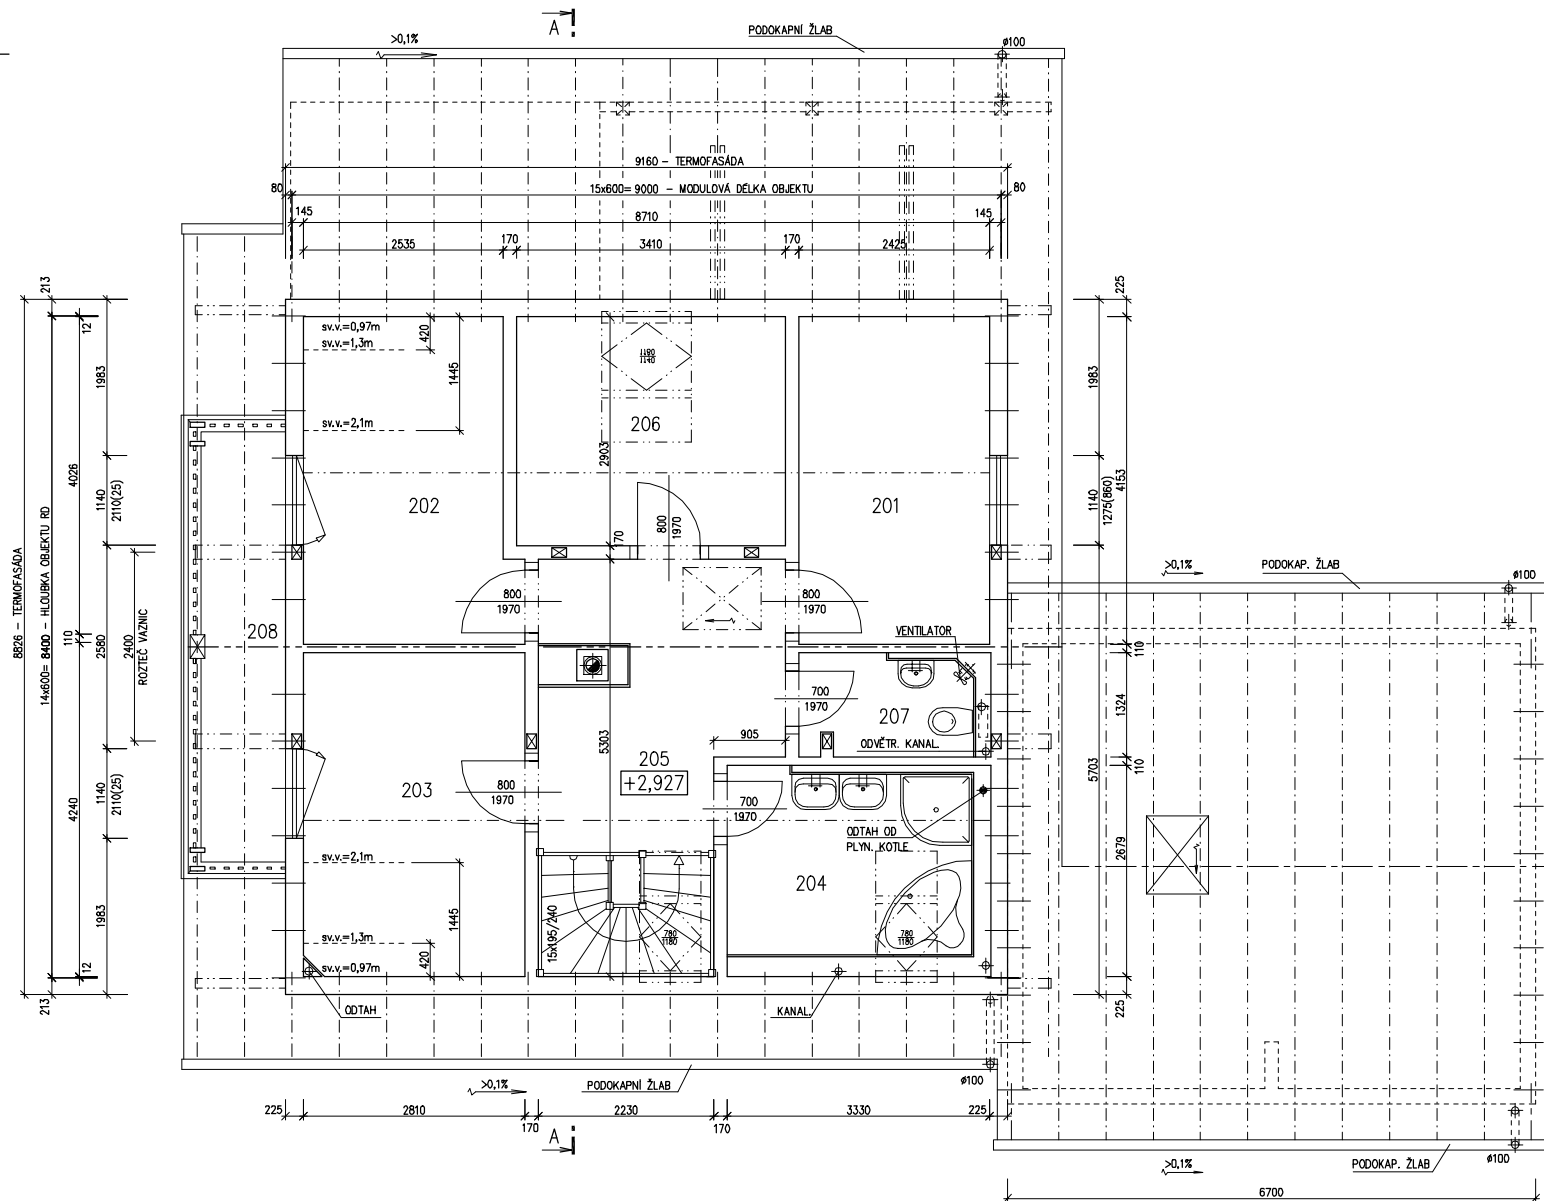 A
PODOKAPNÍ ŽLAB
>0,1%
ø100
9160 - TERMOFASÁDA
80
15x600= 9000 - MODULOVÁ DÉLKA OBJEKTU
80
145
8710
145
2535
170
3410
170
2425
213
225
12
sv.v.=0,97m
420
sv.v.=1,3m
1180
1140
1983
1445
1983
sv.v.=2,1m
206
2903
4026
1140
2110(25)
202
201
1140
1275(860)
4153
800
1970
170
8826 - TERMOFASÁDA
14x600= 8400 - HLOUBKA OBJEKTU RD
>0,1%
PODOKAP. ŽLAB
ø100
800
1970
800
1970
208
110
2580
2400
ROZTEČ VAZNIC
VENTILATOR
110
700
1970
207
1324
905
ODVĚTR. KANAL.
5303
205
+2,927
5703
110
203
800
1970
4240
1140
2110(25)
700
1970
ODTAH OD
PLYN. KOTLE
2679
sv.v.=2,1m
204
1983
1445
15x195/240
780
1180
780
1180
sv.v.=1,3m
420
sv.v.=0,97m
12
213
225
ODTAH
KANAL.
>0,1%
PODOKAPNÍ ŽLAB
ø100
225
2810
170
2230
170
3330
225
A
>0,1%
PODOKAP. ŽLAB
ø100
6700